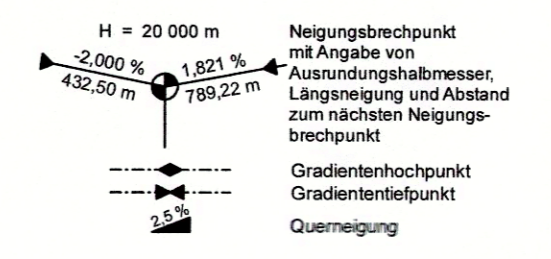 H = 20 000 m
-2,000 %
1,821 %
432,50 m
789,22 m
Neigungsbrechpunkt
mit Angabe von
Ausrundungshalbmesser,
Längsneigung und Abstand
zum nächsten Neigungs-
brechpunkt
Gradientenhochpunkt
Gradiententiefpunkt
2,5 %
Querneigung